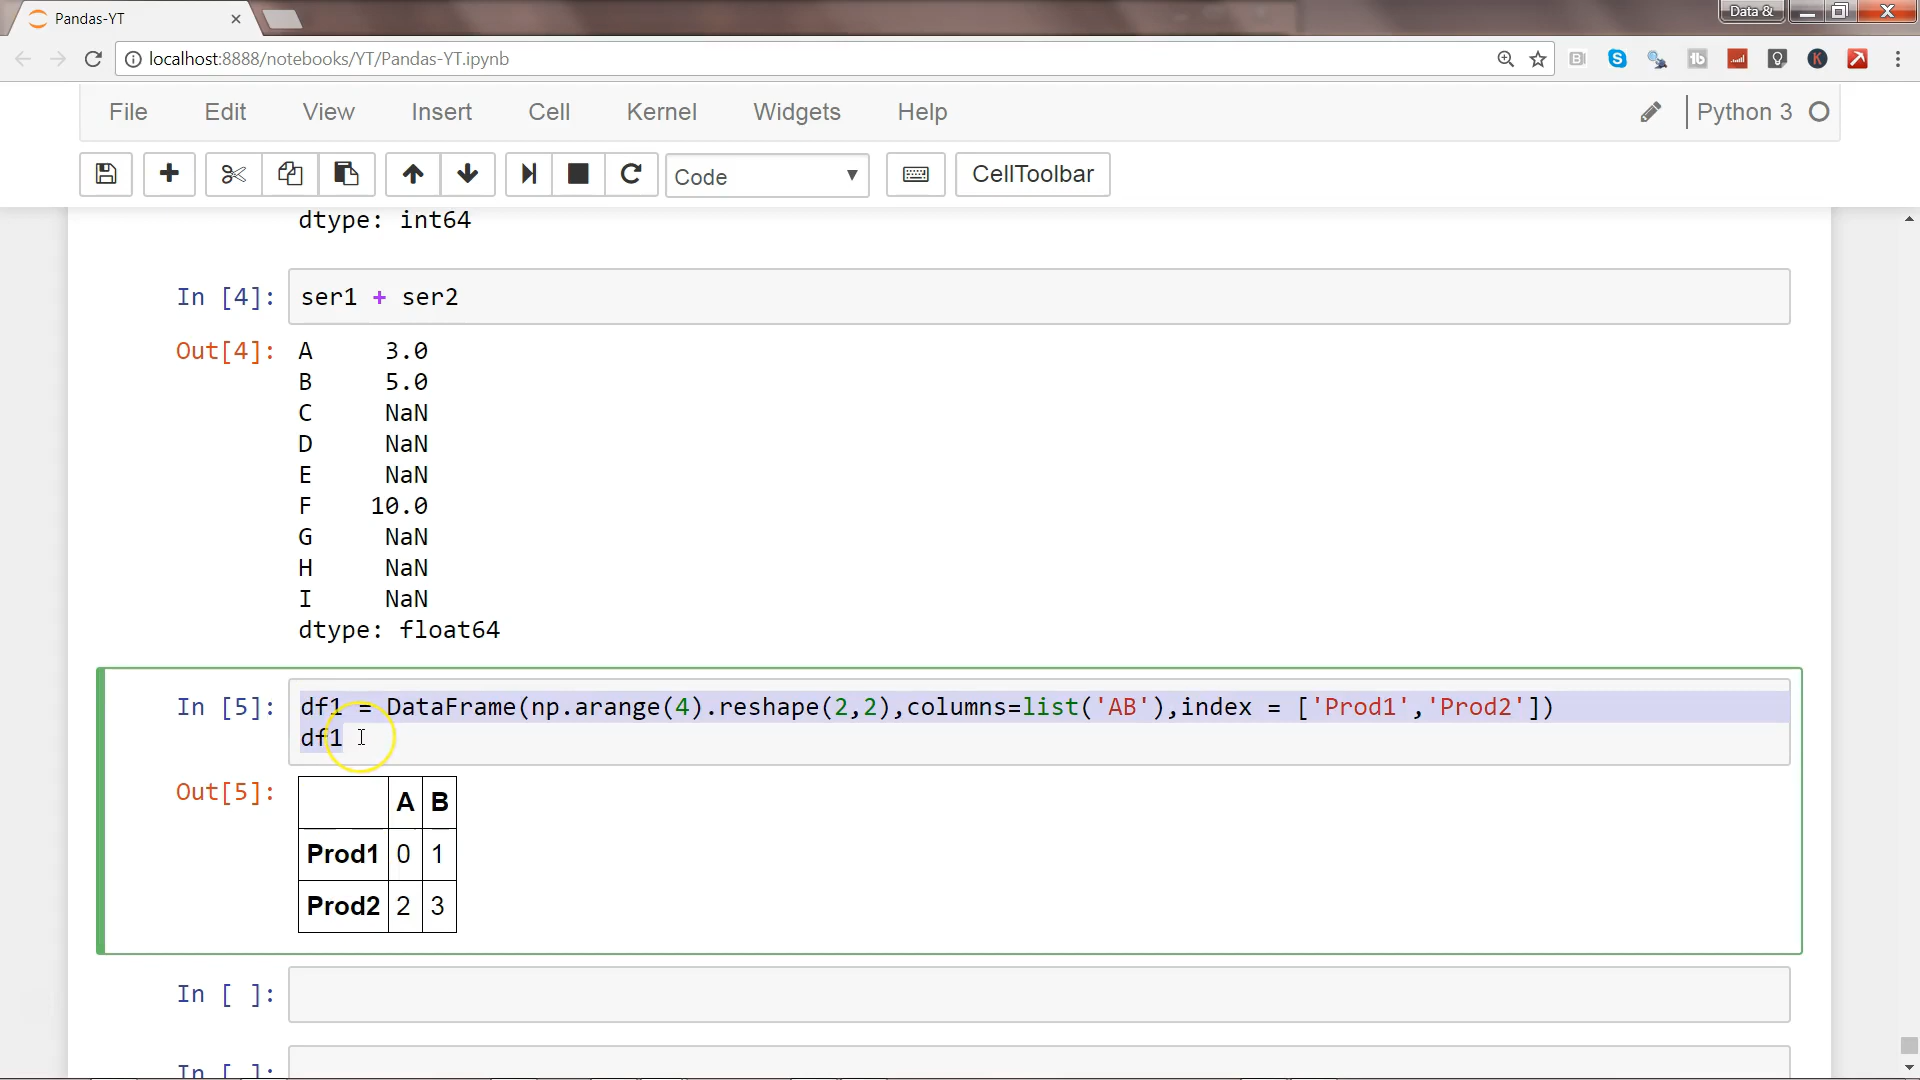 Pandas-YT
Data &
localhost:8888/notebooks/YT/Pandas-YT.ipynb
File Edit View Insert Cell Kernel Widgets Help Python 3
Code CellToolbar
dtype: int64
In [4]: ser1 + ser2
Out[4]: A 3.0
B 5.0
C NaN
D NaN
E NaN
F 10.0
G NaN
H NaN
I NaN
dtype: float64
In [5]: df1 = DataFrame(np.arange(4).reshape(2,2),columns=list('AB'),index = ['Prod1','Prod2'])
df1
Out[5]: A B
Prod1 0 1
Prod2 2 3
In [ ]:
In [ ]: